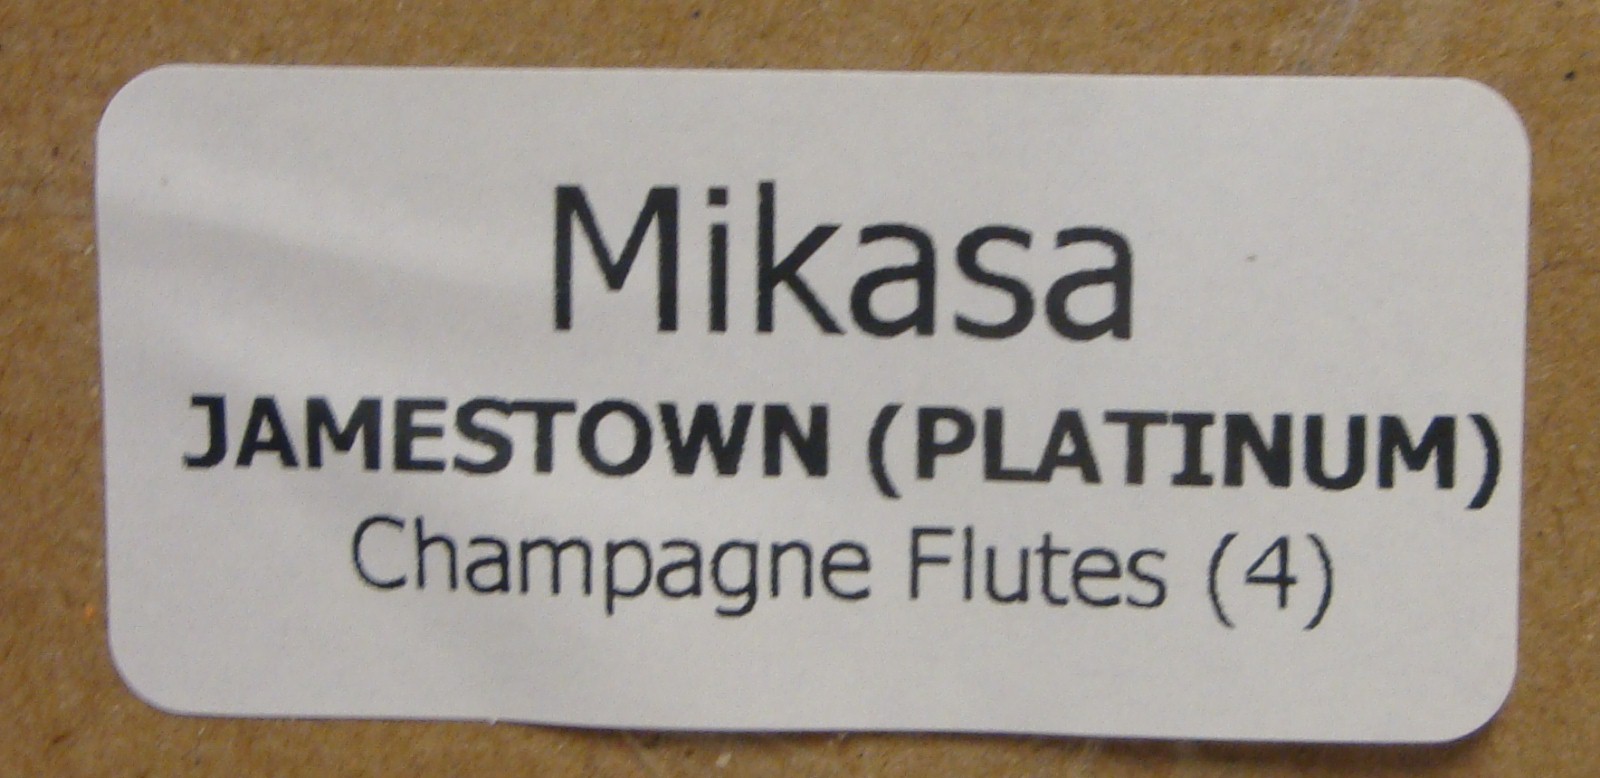 Mikasa
JAMESTOWN (PLATINUM)
Champagne Flutes (4)